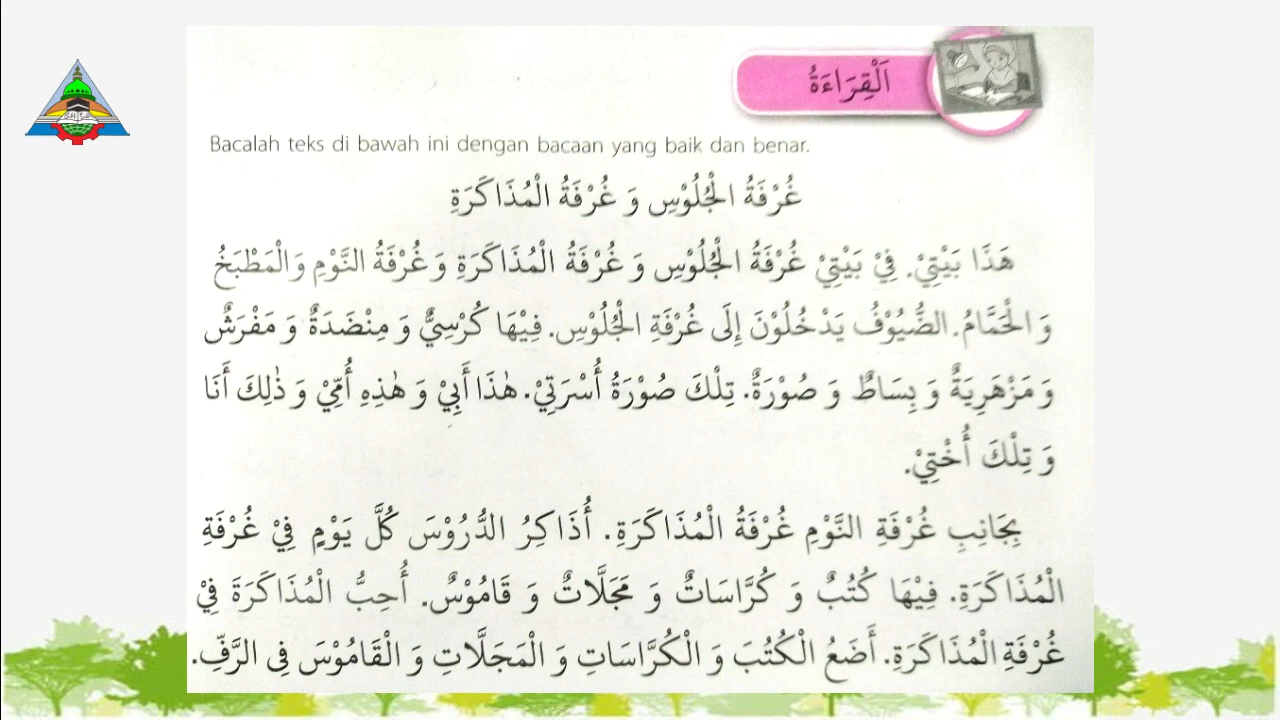 اَلْقِرَاءَةُ
Bacalah teks di bawah ini dengan bacaan yang baik dan benar.
غُرْفَةُ الْجُلُوْسِ وَ غُرْفَةُ الْمُذَاكَرَةِ
هَذَا بَيْتِيْ. فِيْ بَيْتِيْ غُرْفَةُ الْجُلُوْسِ وَ غُرْفَةُ الْمُذَاكَرَةِ وَ غُرْفَةُ النَّوْمِ وَالْمَطْبَخُ
وَ الْحَمَّامُ. الضُّيُوْفُ يَدْخُلُوْنَ إِلَى غُرْفَةِ الْجُلُوْسِ. فِيْهَا كُرْسِيٌّ وَ مِنْضَدَةٌ وَ مَفْرَشٌ
وَ مَزْهَرِيَةٌ وَ بِسَاطٌ وَ صُوْرَةٌ. تِلْكَ صُوْرَةُ أُسْرَتِيْ. هٰذَا أَبِيْ وَ هٰذِهِ أُمِّيْ وَ ذٰلِكَ أَنَا
وَ تِلْكَ أُخْتِيْ.
بِجَانِبِ غُرْفَةِ النَّوْمِ غُرْفَةُ الْمُذَاكَرَةِ. أُذَاكِرُ الدُّرُوْسَ كُلَّ يَوْمٍ فِيْ غُرْفَةِ
الْمُذَاكَرَةِ. فِيْهَا كُتُبٌ وَ كُرَّاسَاتٌ وَ مَجَلَّاتٌ وَ قَامُوْسٌ. أُحِبُّ الْمُذَاكَرَةَ فِيْ
غُرْفَةِ الْمُذَاكَرَةِ. أَضَعُ الْكُتُبَ وَ الْكُرَّاسَاتِ وَ الْمَجَلَّاتِ وَ الْقَامُوْسَ فِى الرَّفِّ.